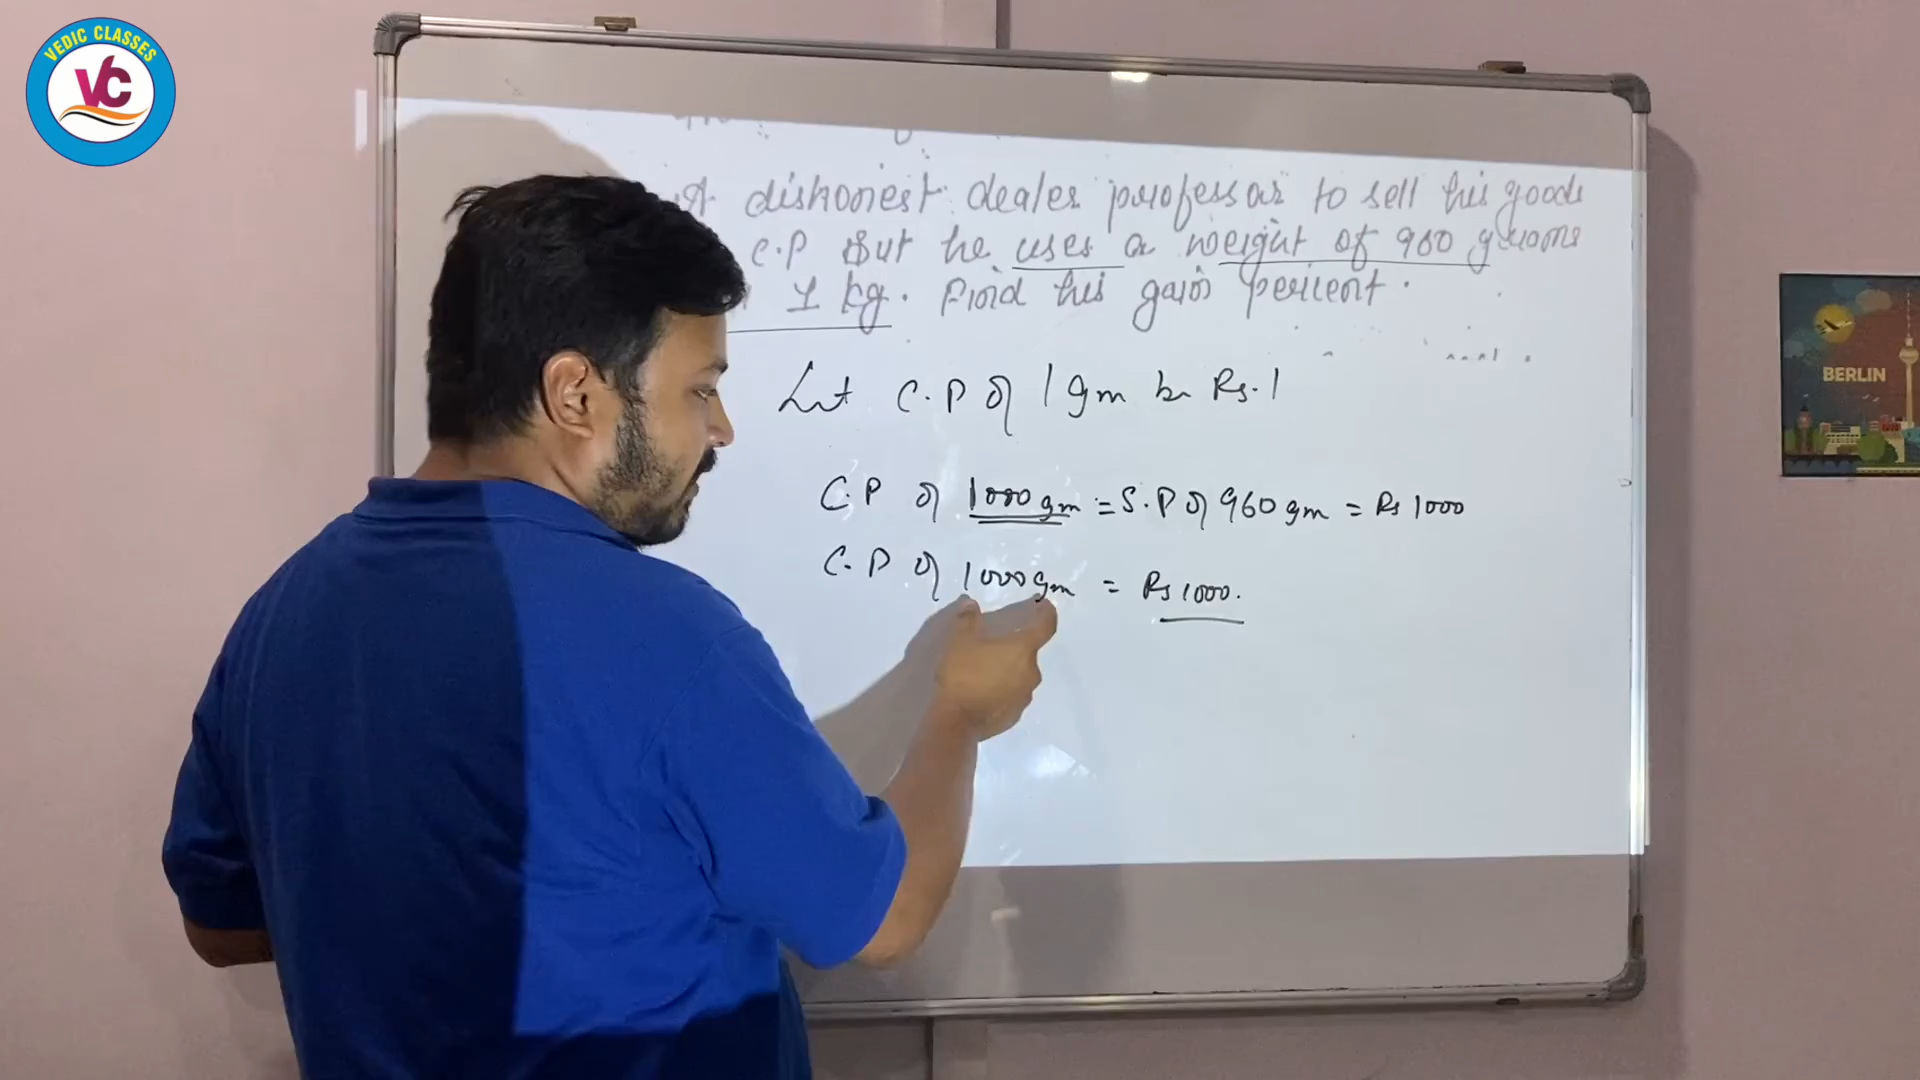 VEDIC CLASSES
VC
A dishonest dealer professar to sell his goods
C.P But he uses a weight of 960 grams
1 kg. Find his gain percent.
Let C.P of 1 gm be Rs. 1
C.P of 1000 gm = S.P of 960 gm = Rs 1000
C.P of 1000 gm = Rs 1000.
BERLIN